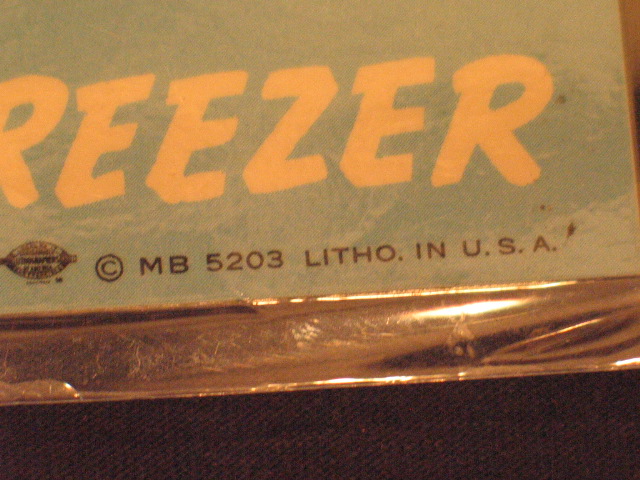 REEZER
© MB 5203 LITHO. IN U.S.A.